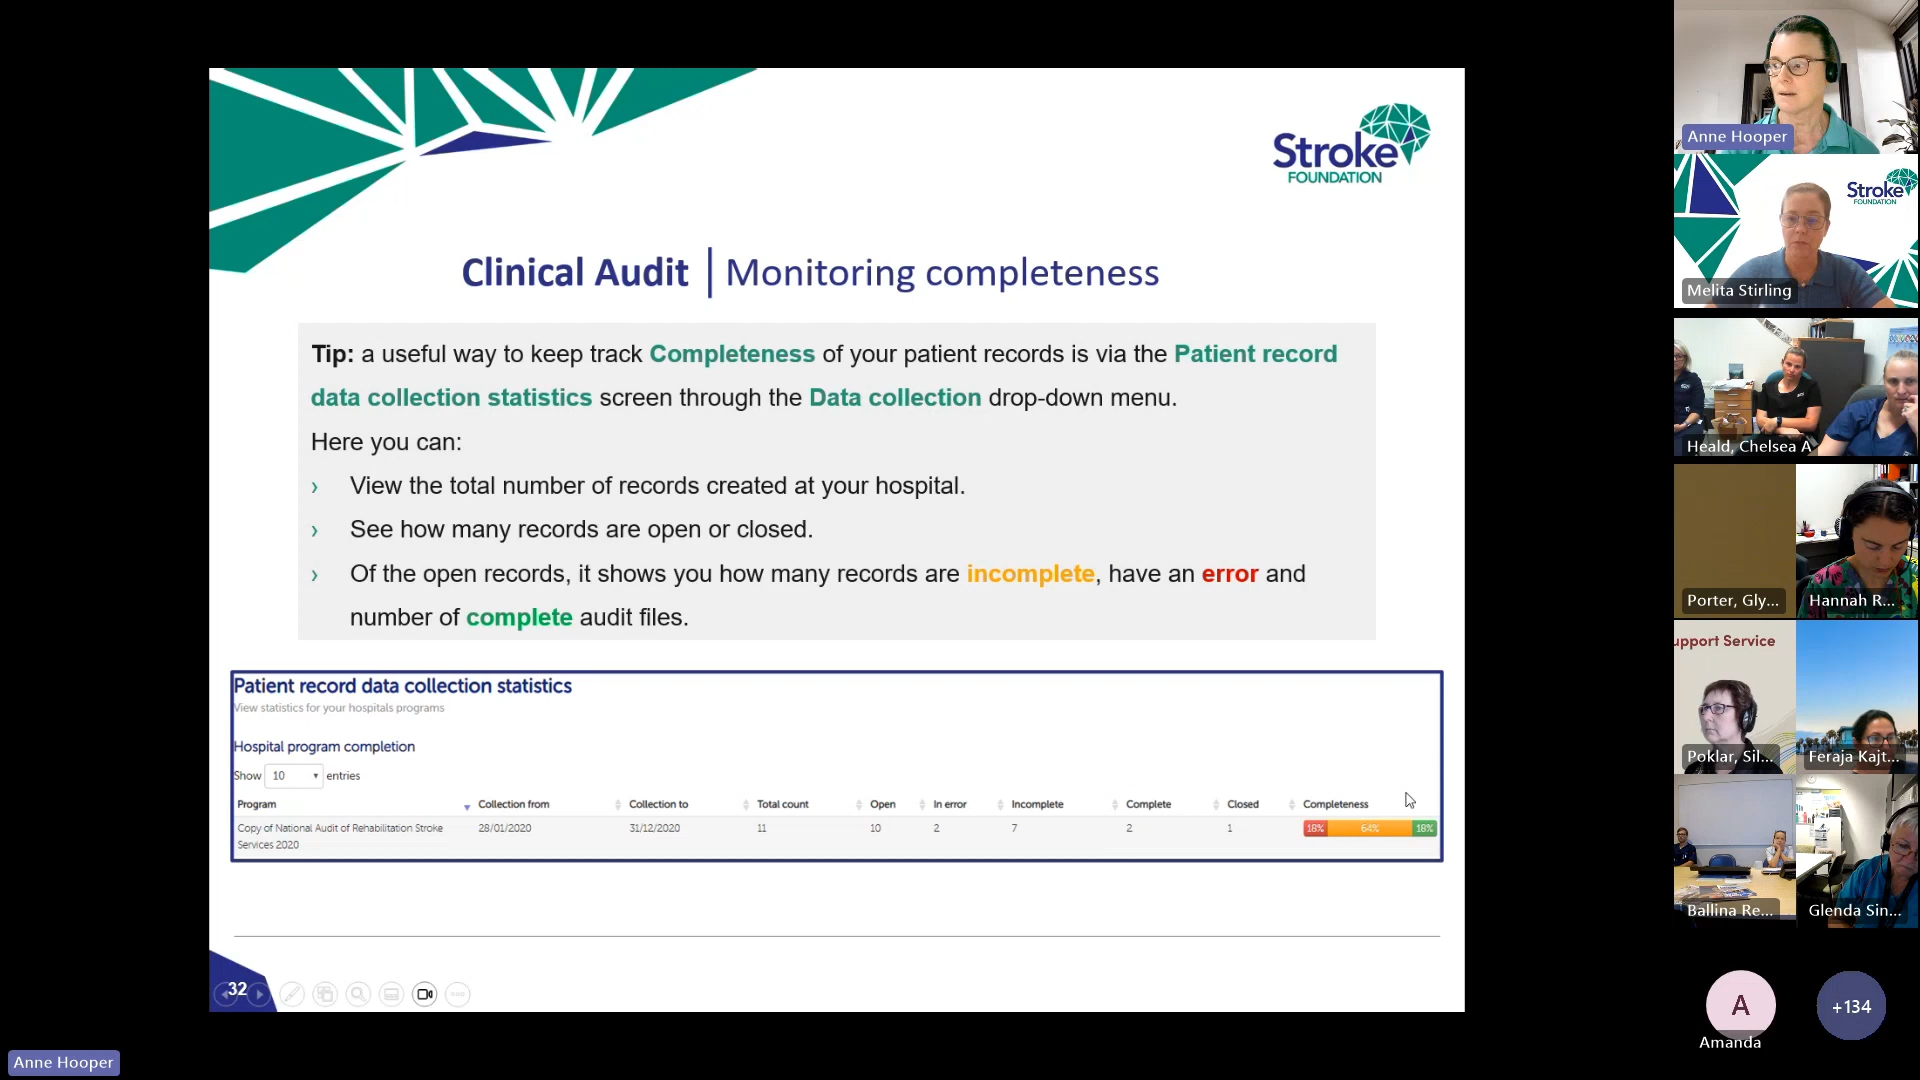 Stroke
FOUNDATION
Clinical Audit | Monitoring completeness
Tip: a useful way to keep track Completeness of your patient records is via the Patient record
data collection statistics screen through the Data collection drop-down menu.
Here you can:
› View the total number of records created at your hospital.
› See how many records are open or closed.
› Of the open records, it shows you how many records are incomplete, have an error and
number of complete audit files.
Patient record data collection statistics
View statistics for your hospitals programs
Hospital program completion
Show 10 entries
Program Collection from Collection to Total count Open In error Incomplete Complete Closed Completeness
Copy of National Audit of Rehabilitation Stroke 28/01/2020 31/12/2020 11 10 2 7 2 1 18% 64% 18%
Services 2020
32
Anne Hooper
Anne Hooper
Stroke
FOUNDATION
Melita Stirling
Heald, Chelsea A
Porter, Gly... Hannah R...
upport Service
Poklar, Sil... Feraja Kajt...
Ballina Re... Glenda Sin...
A +134
Amanda